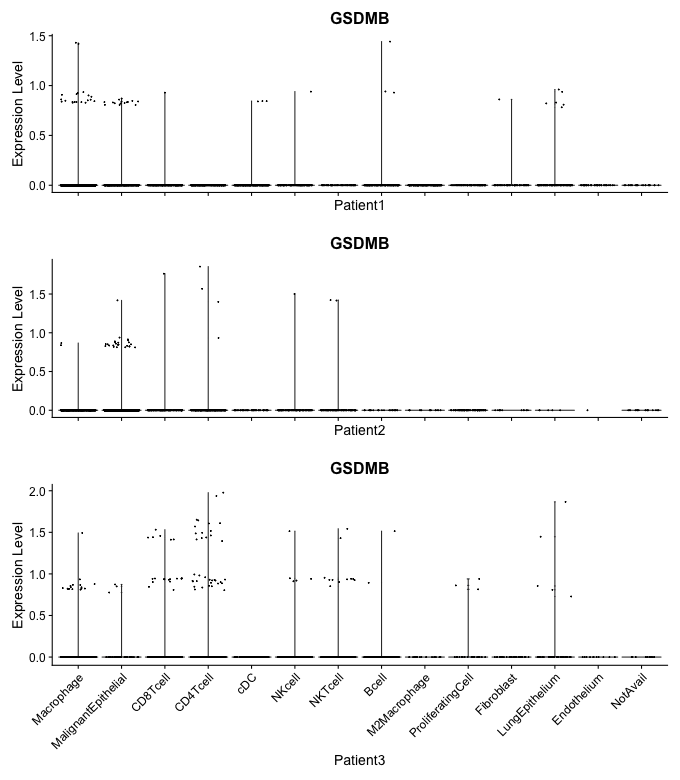 GSDMB
Expression Level
1.5
1.0
0.5
0.0
Patient1
GSDMB
Expression Level
1.5
1.0
0.5
0.0
Patient2
GSDMB
Expression Level
2.0
1.5
1.0
0.5
0.0
Macrophage
MalignantEpithelial
CD8Tcell
CD4Tcell
cDC
NKcell
NKTcell
Bcell
M2Macrophage
ProliferatingCell
Fibroblast
LungEpithelium
Endothelium
NotAvail
Patient3